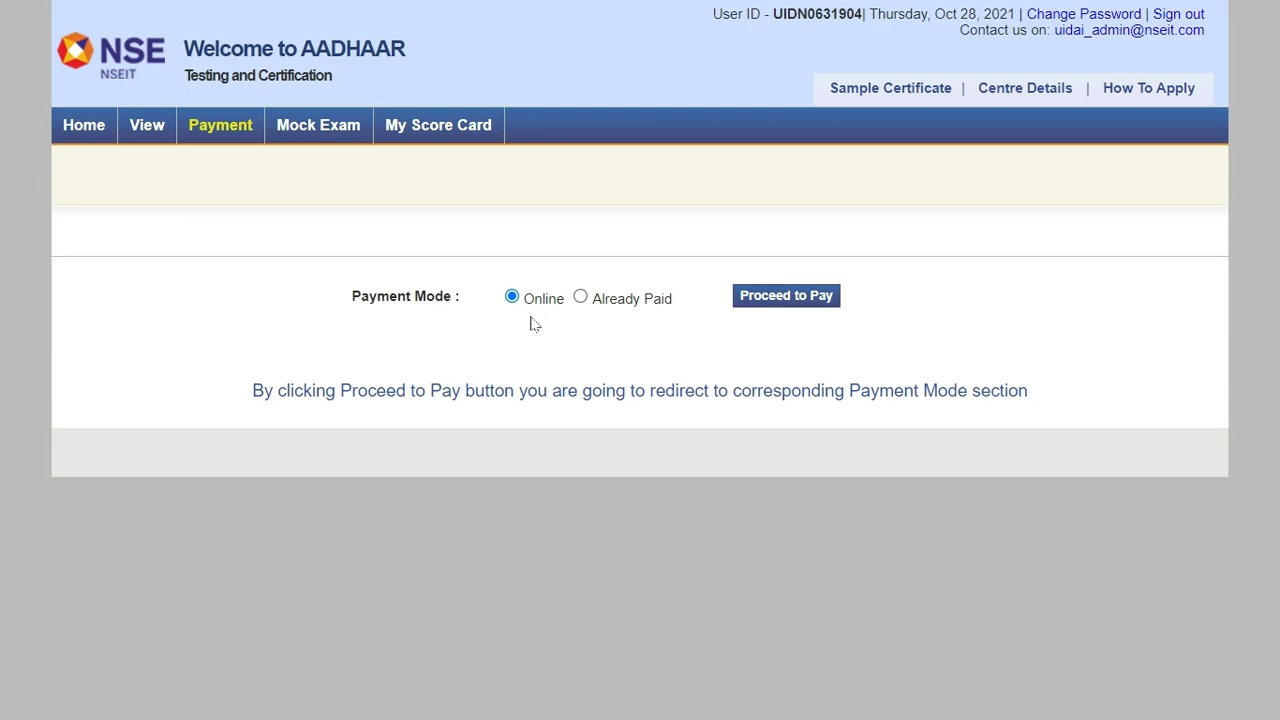 User ID - UIDN0631904| Thursday, Oct 28, 2021 | Change Password | Sign out
Contact us on: uidai_admin@nseit.com
NSE
NSEIT
Welcome to AADHAAR
Testing and Certification
Sample Certificate | Centre Details | How To Apply
Home View Payment Mock Exam My Score Card
Payment Mode : Online Already Paid Proceed to Pay
By clicking Proceed to Pay button you are going to redirect to corresponding Payment Mode section